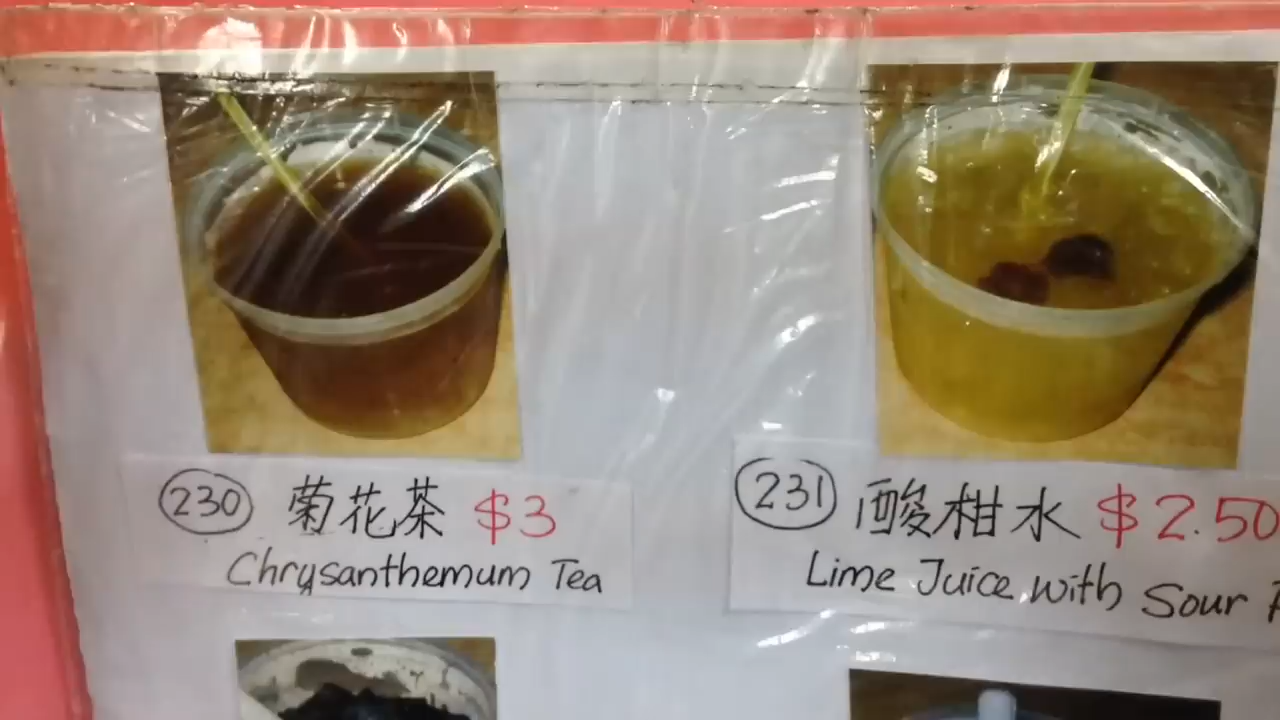 230 菊花茶 $3
Chrysanthemum Tea
231 酸柑水 $2.50
Lime Juice with Sour